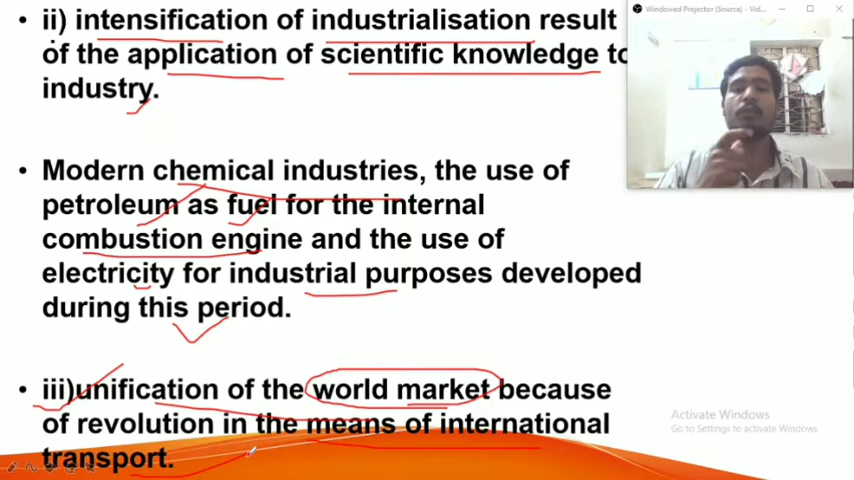 • ii) intensification of industrialisation result
of the application of scientific knowledge to
industry.
• Modern chemical industries, the use of
petroleum as fuel for the internal
combustion engine and the use of
electricity for industrial purposes developed
during this period.
• iii)unification of the world market because
of revolution in the means of international
transport.
Windowed Projector (Source) - Vid...
Activate Windows
Go to Settings to activate Windows.